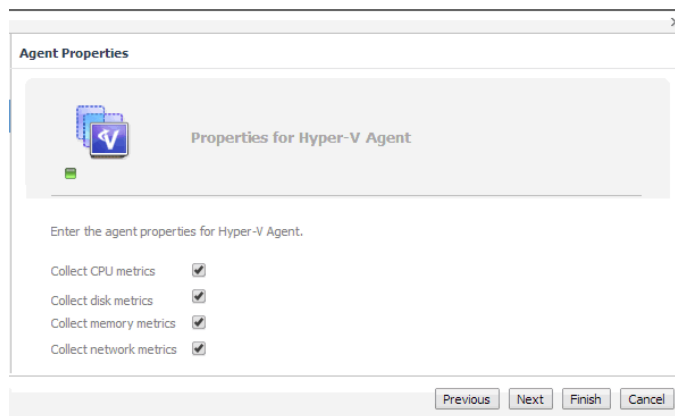 Agent Properties
Properties for Hyper-V Agent
Enter the agent properties for Hyper-V Agent.
Collect CPU metrics
Collect disk metrics
Collect memory metrics
Collect network metrics
Previous Next Finish Cancel